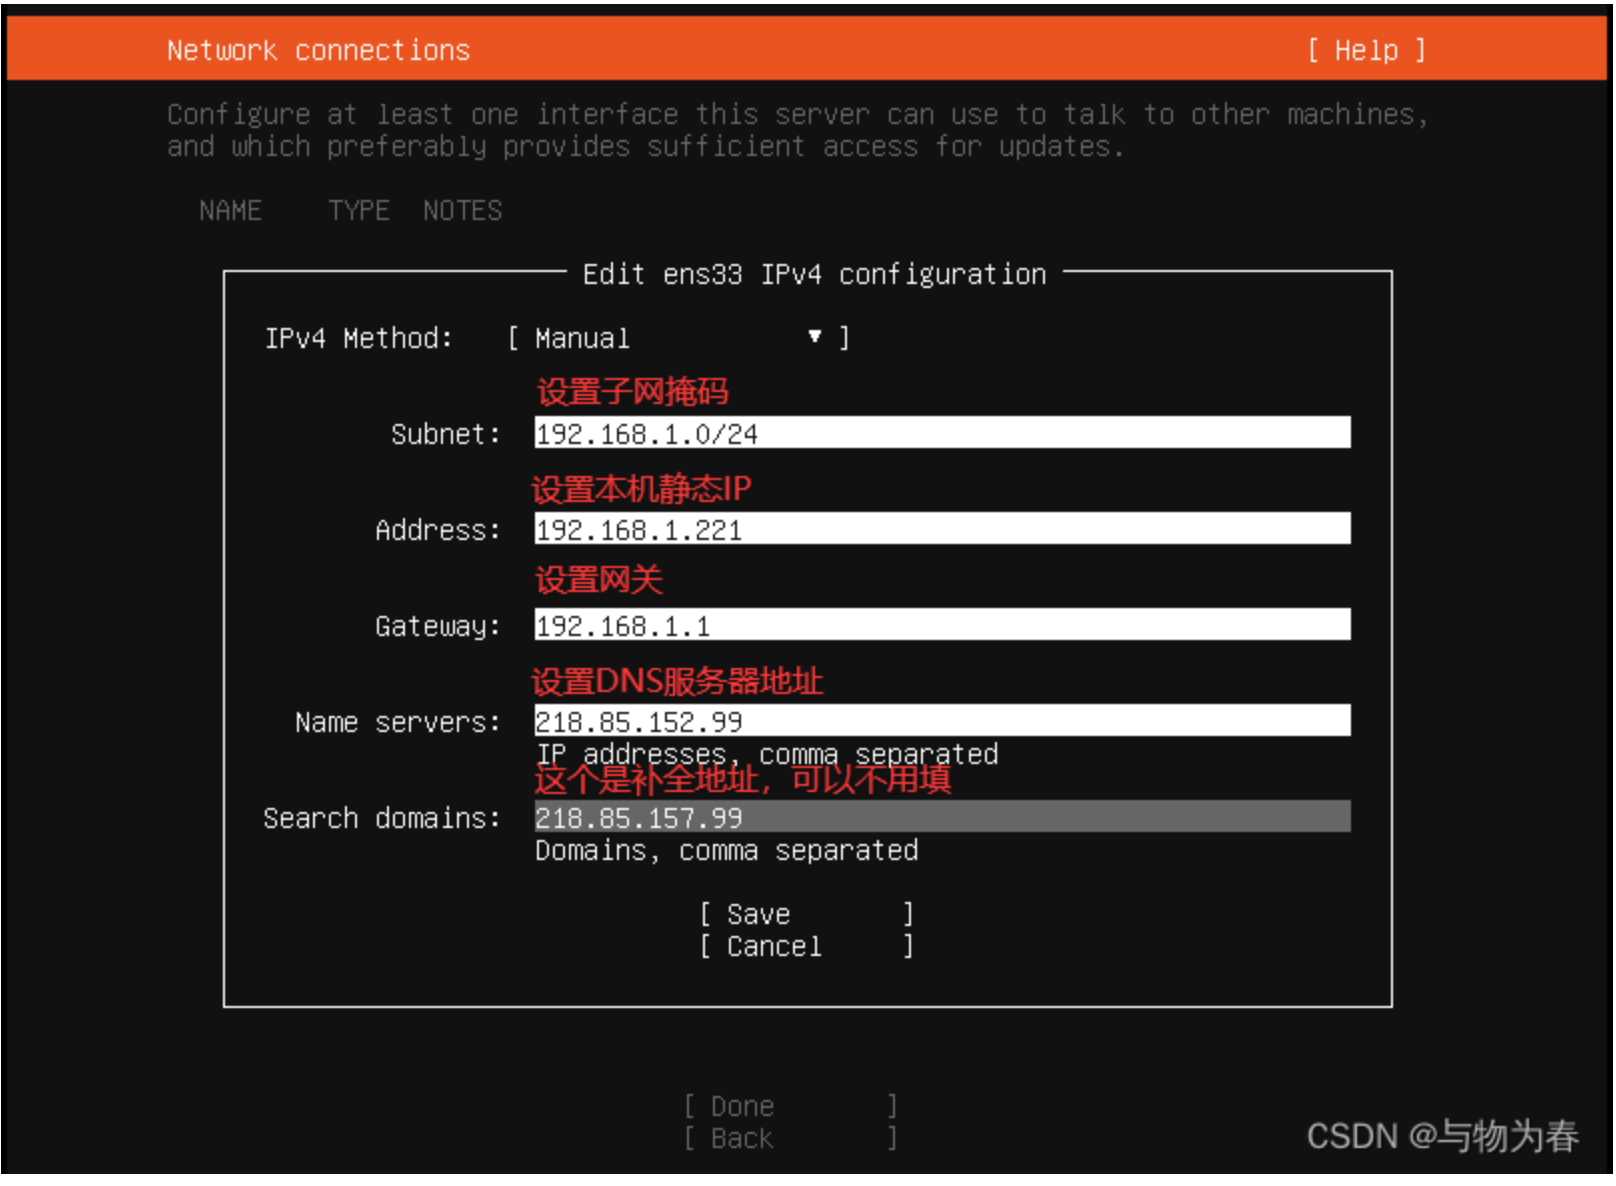 Network connections [ Help ]
Configure at least one interface this server can use to talk to other machines,
and which preferably provides sufficient access for updates.
NAME TYPE NOTES
Edit ens33 IPv4 configuration
IPv4 Method: [ Manual ▾ ]
设置子网掩码
Subnet: 192.168.1.0/24
设置本机静态IP
Address: 192.168.1.221
设置网关
Gateway: 192.168.1.1
设置DNS服务器地址
Name servers: 218.85.152.99
IP addresses, comma separated
这个是补全地址，可以不用填
Search domains: 218.85.157.99
Domains, comma separated
[ Save ]
[ Cancel ]
[ Done ]
[ Back ]
CSDN @与物为春